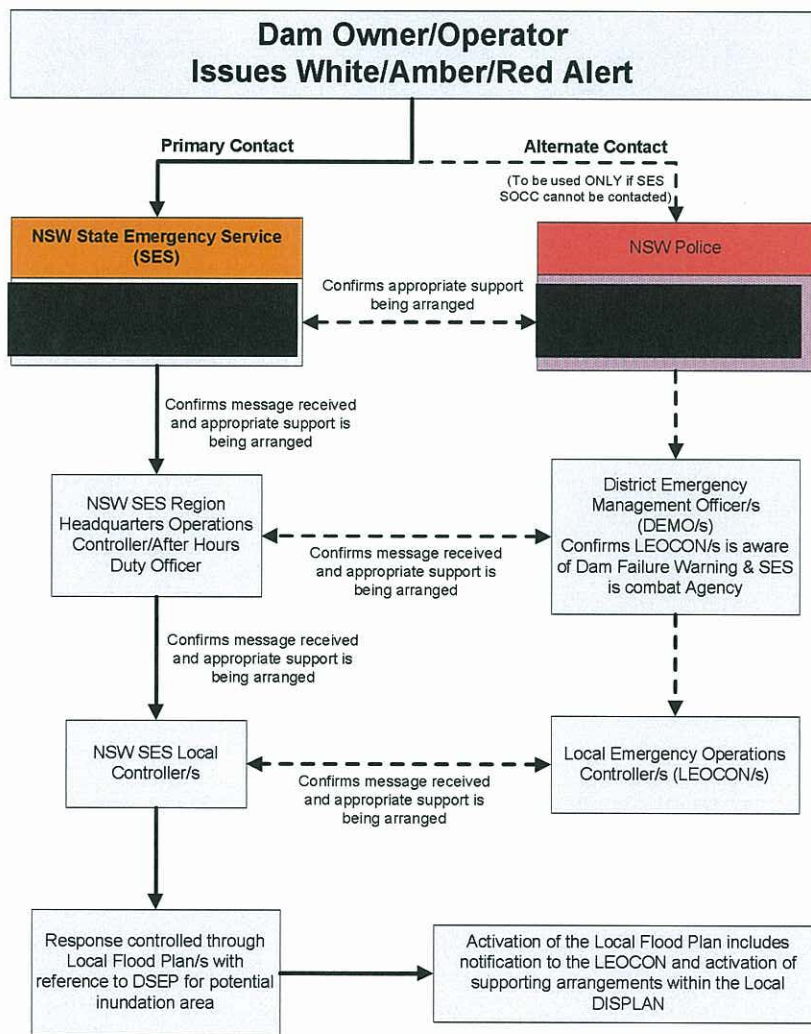 Dam Owner/Operator
Issues White/Amber/Red Alert
Primary Contact
Alternate Contact
(To be used ONLY if SES
SOCC cannot be contacted)
NSW State Emergency Service
(SES)
NSW Police
Confirms appropriate support
being arranged
Confirms message received
and appropriate support is
being arranged
NSW SES Region
Headquarters Operations
Controller/After Hours
Duty Officer
Confirms message received
and appropriate support is
being arranged
District Emergency
Management Officer/s
(DEMO/s)
Confirms LEOCON/s is aware
of Dam Failure Warning & SES
is combat Agency
Confirms message received
and appropriate support is
being arranged
NSW SES Local
Controller/s
Confirms message received
and appropriate support is
being arranged
Local Emergency Operations
Controller/s (LEOCON/s)
Response controlled through
Local Flood Plan/s with
reference to DSEP for potential
inundation area
Activation of the Local Flood Plan includes
notification to the LEOCON and activation of
supporting arrangements within the Local
DISPLAN